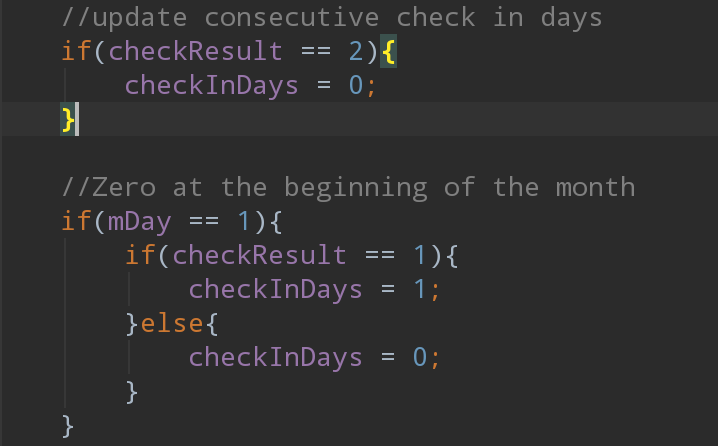 //update consecutive check in days
if(checkResult == 2){
    checkInDays = 0;
}
//Zero at the beginning of the month
if(mDay == 1){
    if(checkResult == 1){
        checkInDays = 1;
    }else{
        checkInDays = 0;
    }
}